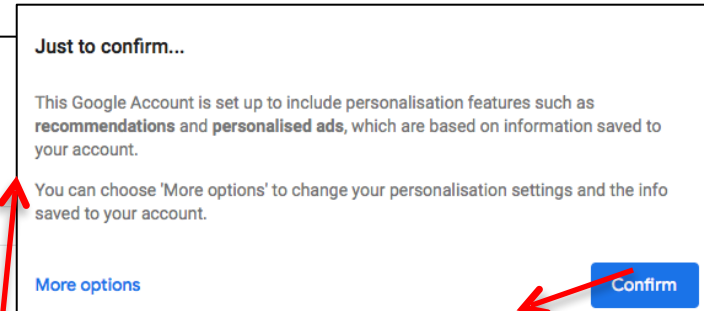 Just to confirm...
This Google Account is set up to include personalisation features such as
recommendations and personalised ads, which are based on information saved to
your account.
You can choose 'More options' to change your personalisation settings and the info
saved to your account.
More options Confirm